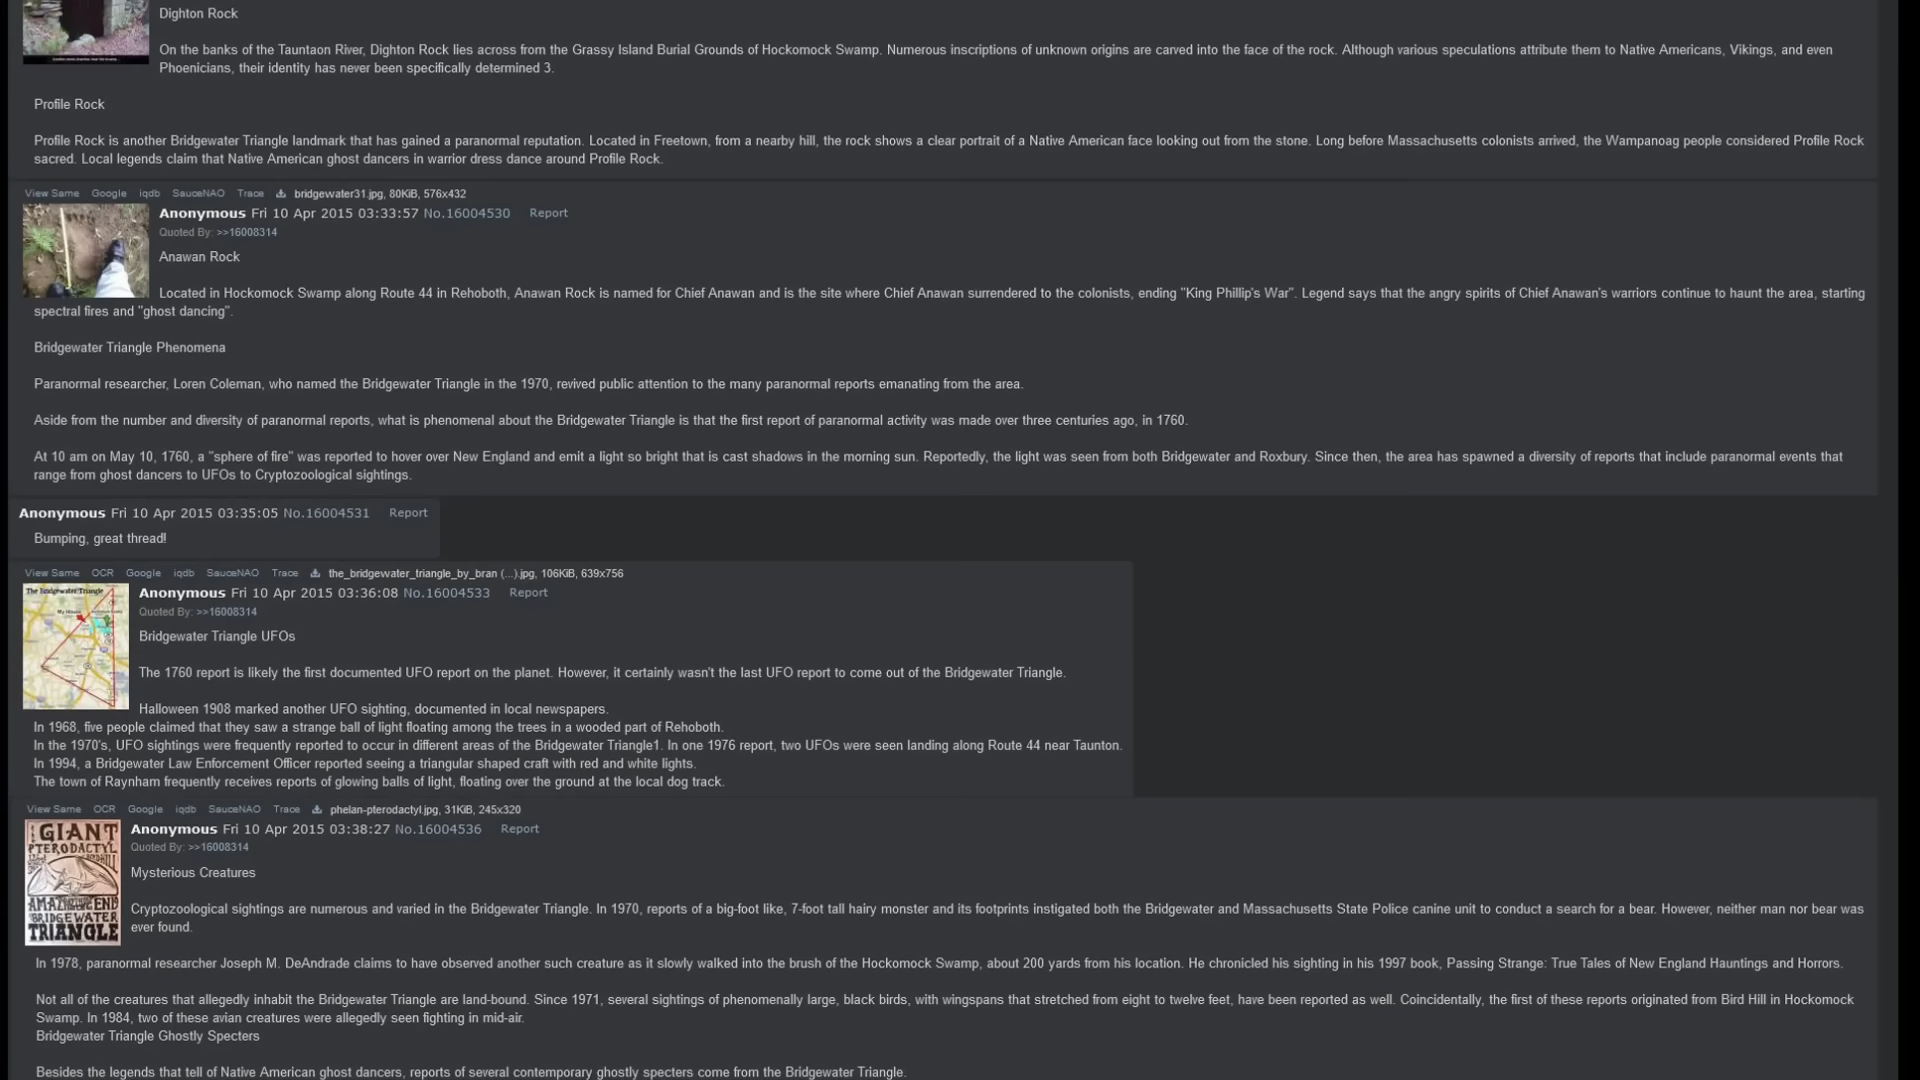 Dighton Rock
On the banks of the Tauntaon River, Dighton Rock lies across from the Grassy Island Burial Grounds of Hockomock Swamp. Numerous inscriptions of unknown origins are carved into the face of the rock. Although various speculations attribute them to Native Americans, Vikings, and even
Phoenicians, their identity has never been specifically determined 3.
Profile Rock
Profile Rock is another Bridgewater Triangle landmark that has gained a paranormal reputation. Located in Freetown, from a nearby hill, the rock shows a clear portrait of a Native American face looking out from the stone. Long before Massachusetts colonists arrived, the Wampanoag people considered Profile Rock
sacred. Local legends claim that Native American ghost dancers in warrior dress dance around Profile Rock.
View Same Google iqdb SauceNAO Trace bridgewater31.jpg, 80KiB, 576x432
Anonymous Fri 10 Apr 2015 03:33:57 No.16004530 Report
Quoted By: >>16008314
Anawan Rock
Located in Hockomock Swamp along Route 44 in Rehoboth, Anawan Rock is named for Chief Anawan and is the site where Chief Anawan surrendered to the colonists, ending "King Phillip's War". Legend says that the angry spirits of Chief Anawan's warriors continue to haunt the area, starting
spectral fires and "ghost dancing".
Bridgewater Triangle Phenomena
Paranormal researcher, Loren Coleman, who named the Bridgewater Triangle in the 1970, revived public attention to the many paranormal reports emanating from the area.
Aside from the number and diversity of paranormal reports, what is phenomenal about the Bridgewater Triangle is that the first report of paranormal activity was made over three centuries ago, in 1760.
At 10 am on May 10, 1760, a "sphere of fire" was reported to hover over New England and emit a light so bright that is cast shadows in the morning sun. Reportedly, the light was seen from both Bridgewater and Roxbury. Since then, the area has spawned a diversity of reports that include paranormal events that
range from ghost dancers to UFOs to Cryptozoological sightings.
Anonymous Fri 10 Apr 2015 03:35:05 No.16004531 Report
Bumping, great thread!
View Same OCR Google iqdb SauceNAO Trace the_bridgewater_triangle_by_bran (...).jpg, 106KiB, 639x756
The Bridgewater Triangle
Anonymous Fri 10 Apr 2015 03:36:08 No.16004533 Report
Quoted By: >>16008314
Bridgewater Triangle UFOs
The 1760 report is likely the first documented UFO report on the planet. However, it certainly wasn't the last UFO report to come out of the Bridgewater Triangle.
Halloween 1908 marked another UFO sighting, documented in local newspapers.
In 1968, five people claimed that they saw a strange ball of light floating among the trees in a wooded part of Rehoboth.
In the 1970's, UFO sightings were frequently reported to occur in different areas of the Bridgewater Triangle1. In one 1976 report, two UFOs were seen landing along Route 44 near Taunton.
In 1994, a Bridgewater Law Enforcement Officer reported seeing a triangular shaped craft with red and white lights.
The town of Raynham frequently receives reports of glowing balls of light, floating over the ground at the local dog track.
View Same OCR Google iqdb SauceNAO Trace phelan-pterodactyl.jpg, 31KiB, 245x320
GIANT
PTERODACTYL
BRIDGEWATER
TRIANGLE
Anonymous Fri 10 Apr 2015 03:38:27 No.16004536 Report
Quoted By: >>16008314
Mysterious Creatures
Cryptozoological sightings are numerous and varied in the Bridgewater Triangle. In 1970, reports of a big-foot like, 7-foot tall hairy monster and its footprints instigated both the Bridgewater and Massachusetts State Police canine unit to conduct a search for a bear. However, neither man nor bear was
ever found.
In 1978, paranormal researcher Joseph M. DeAndrade claims to have observed another such creature as it slowly walked into the brush of the Hockomock Swamp, about 200 yards from his location. He chronicled his sighting in his 1997 book, Passing Strange: True Tales of New England Hauntings and Horrors.
Not all of the creatures that allegedly inhabit the Bridgewater Triangle are land-bound. Since 1971, several sightings of phenomenally large, black birds, with wingspans that stretched from eight to twelve feet, have been reported as well. Coincidentally, the first of these reports originated from Bird Hill in Hockomock
Swamp. In 1984, two of these avian creatures were allegedly seen fighting in mid-air.
Bridgewater Triangle Ghostly Specters
Besides the legends that tell of Native American ghost dancers, reports of several contemporary ghostly specters come from the Bridgewater Triangle.